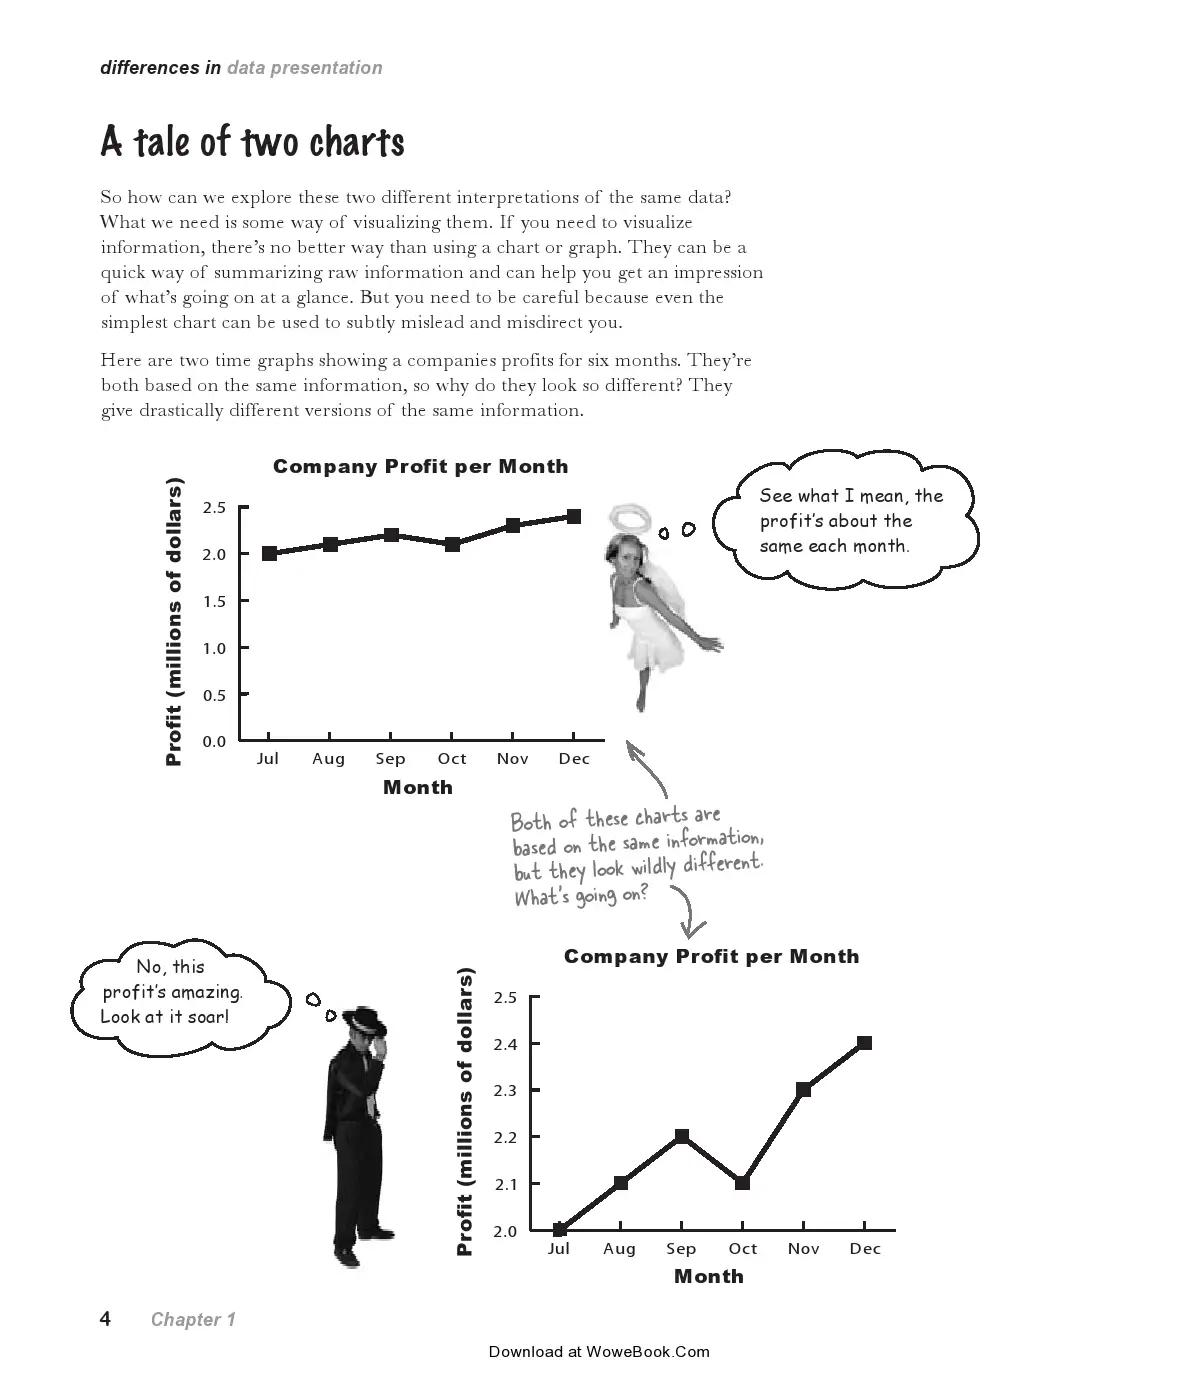 differences in data presentation
A tale of two charts
So how can we explore these two different interpretations of the same data?
What we need is some way of visualizing them. If you need to visualize
information, there's no better way than using a chart or graph. They can be a
quick way of summarizing raw information and can help you get an impression
of what's going on at a glance. But you need to be careful because even the
simplest chart can be used to subtly mislead and misdirect you.
Here are two time graphs showing a companies profits for six months. They're
both based on the same information, so why do they look so different? They
give drastically different versions of the same information.
Company Profit per Month
Profit (millions of dollars)
2.5
2.0
1.5
1.0
0.5
0.0
Jul Aug Sep Oct Nov Dec
Month
See what I mean, the
profit's about the
same each month.
Both of these charts are
based on the same information,
but they look wildly different.
What's going on?
No, this
profit's amazing.
Look at it soar!
Company Profit per Month
Profit (millions of dollars)
2.5
2.4
2.3
2.2
2.1
2.0
Jul Aug Sep Oct Nov Dec
Month
4 Chapter 1
Download at WoweBook.Com